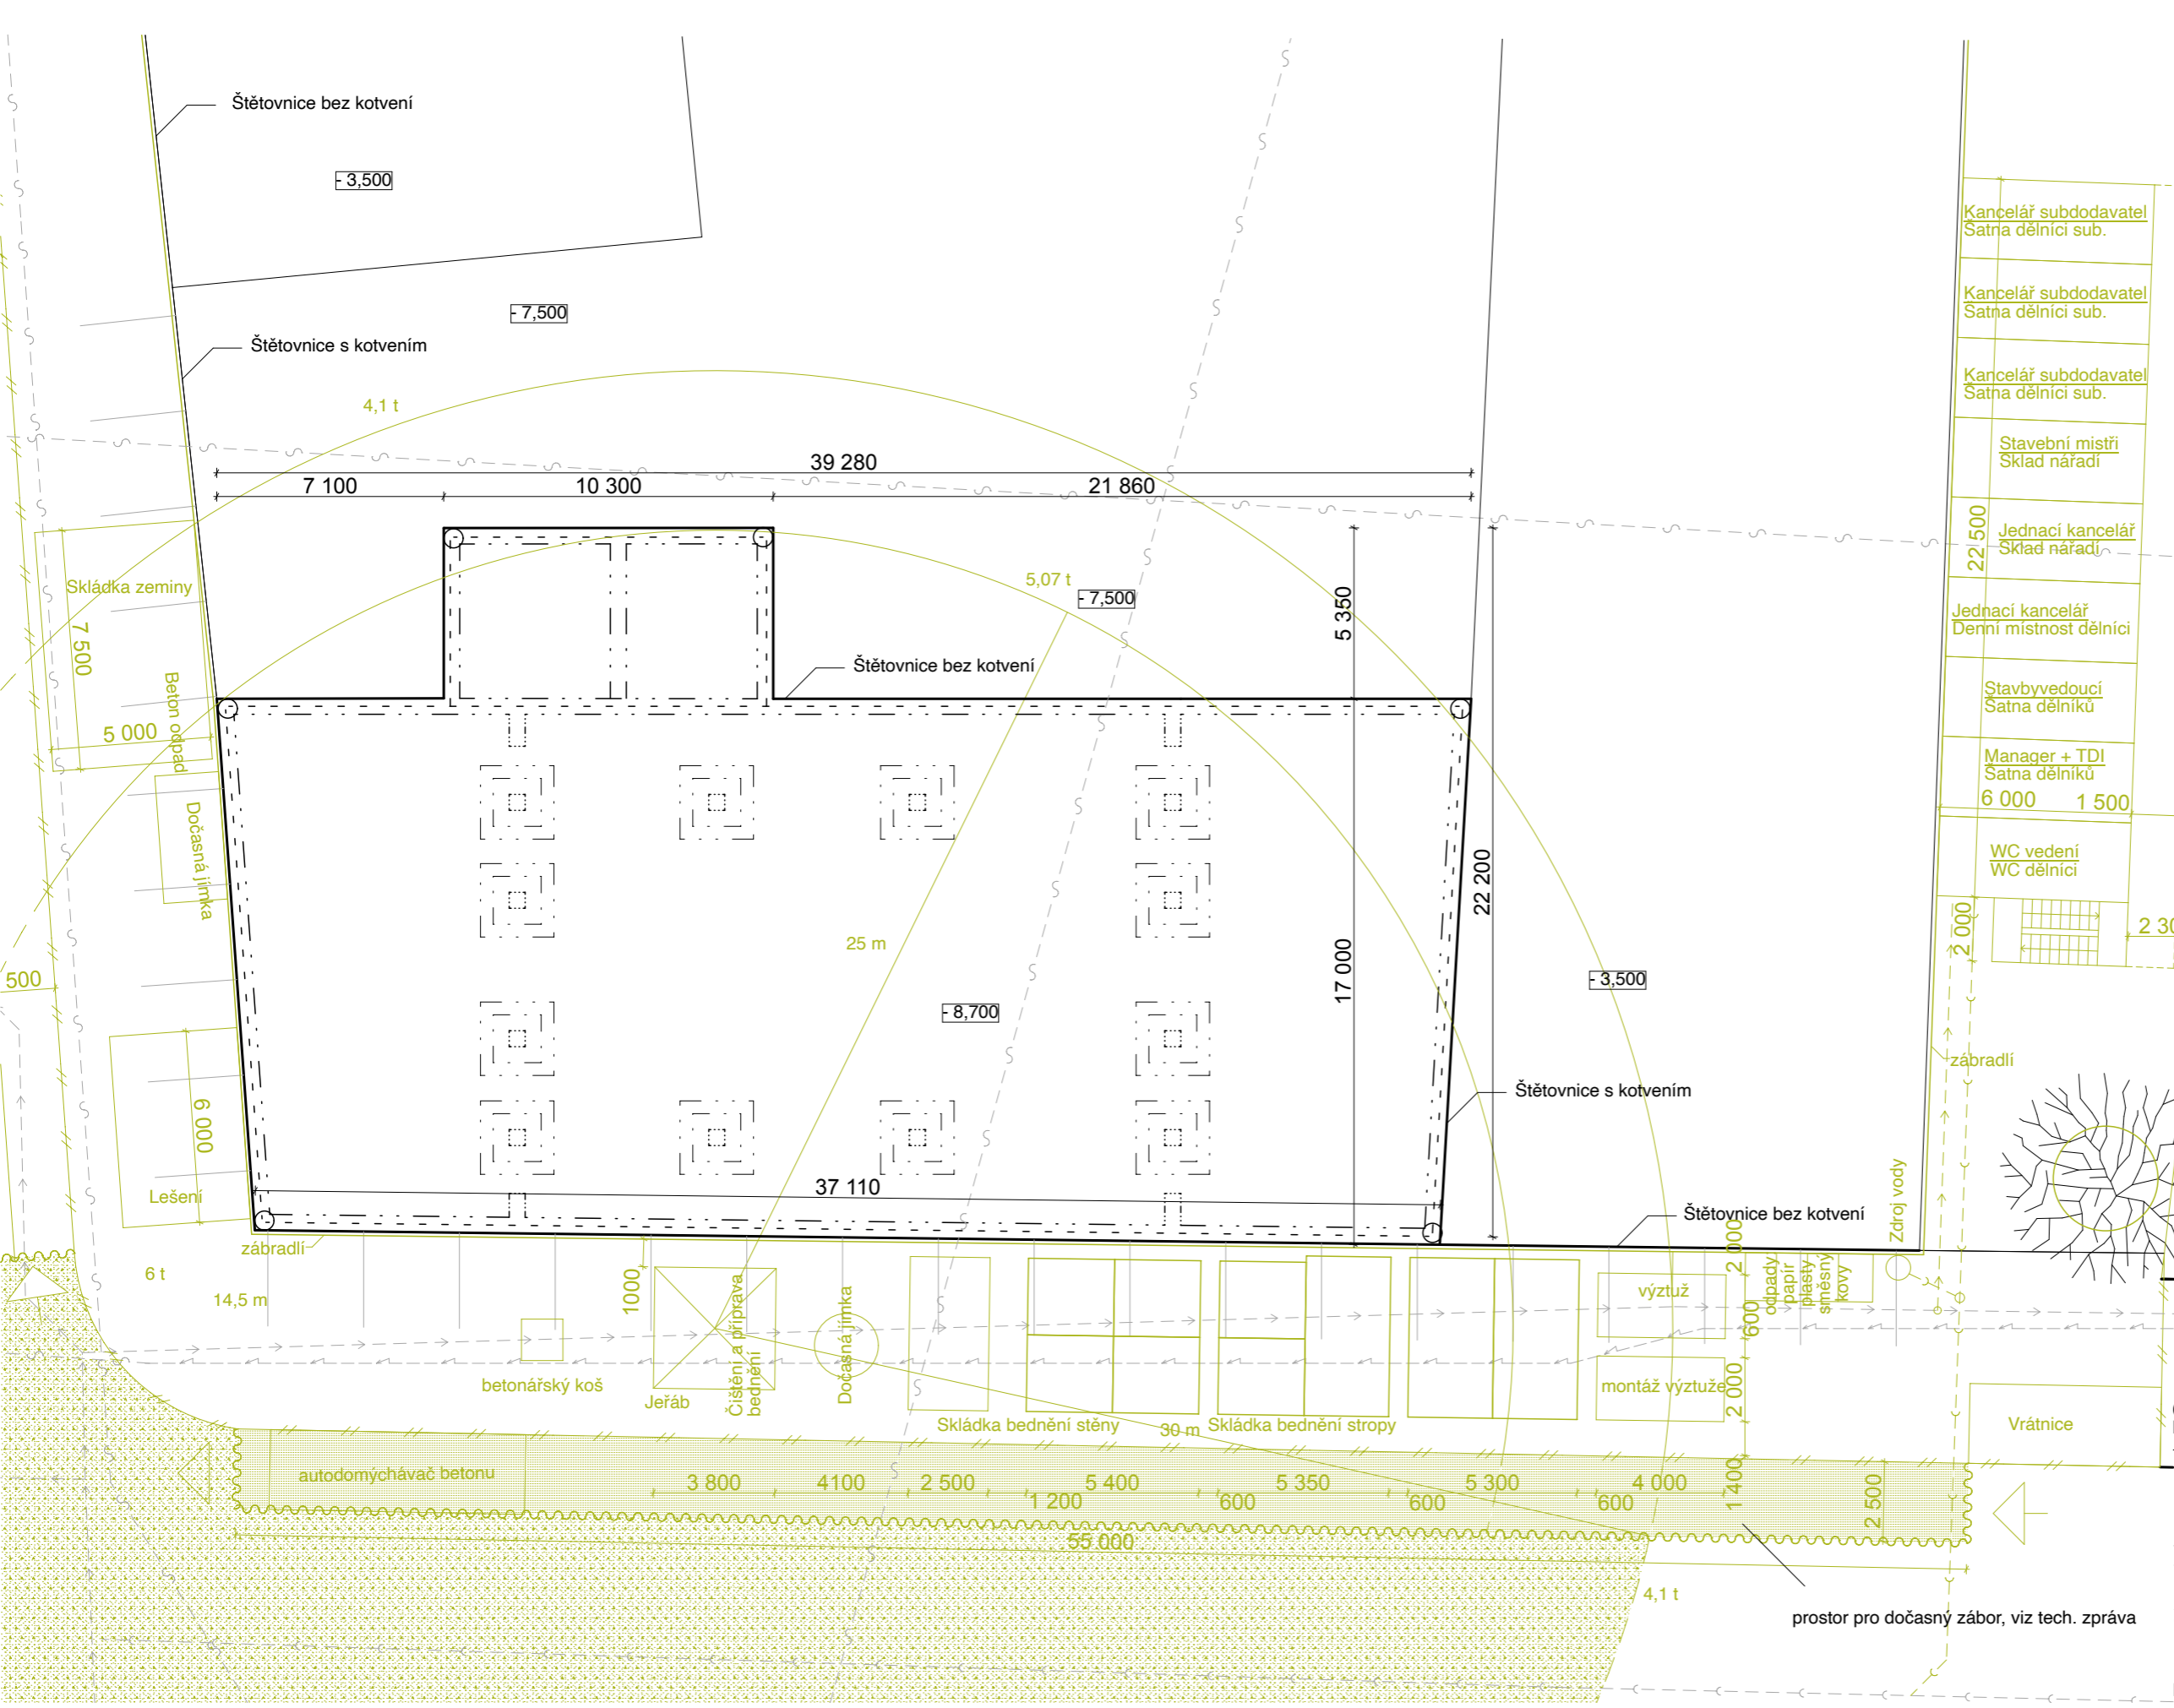 Štětovnice bez kotvení
- 3,500
- 7,500
Štětovnice s kotvením
4,1 t
39 280
7 100
10 300
21 860
Kancelář subdodavatel
Šatna dělníci sub.
Kancelář subdodavatel
Šatna dělníci sub.
Kancelář subdodavatel
Šatna dělníci sub.
Stavební mistři
Sklad nářadí
Jednací kancelář
Sklad nářadí
22 500
Jednací kancelář
Denní místnost dělníci
Stavbyvedoucí
Šatna dělníků
Manager + TDI
Šatna dělníků
6 000
1 500
WC vedení
WC dělníci
2 000
2 30
Skládka zeminy
7 500
5 000
Beton odpad
Dočasná jímka
5,07 t
- 7,500
5 350
Štětovnice bez kotvení
25 m
22 200
17 000
- 3,500
- 8,700
500
6 000
Lešení
zábradlí
Štětovnice s kotvením
37 110
Štětovnice bez kotvení
Zdroj vody
zábradlí
6 t
14,5 m
1000
betonářský koš
Jeřáb
Čištění a příprava
bednění
Dočasná jímka
Skládka bednění stěny
30 m
Skládka bednění stropy
výztuž
montáž výztuže
2 000
600
2 000
1 400
odpady
papír
plasty
směsný
kovy
Vrátnice
autodomýchávač betonu
3 800
4100
2 500
1 200
5 400
600
5 350
600
5 300
600
4 000
2 500
55 000
4,1 t
prostor pro dočasný zábor, viz tech. zpráva